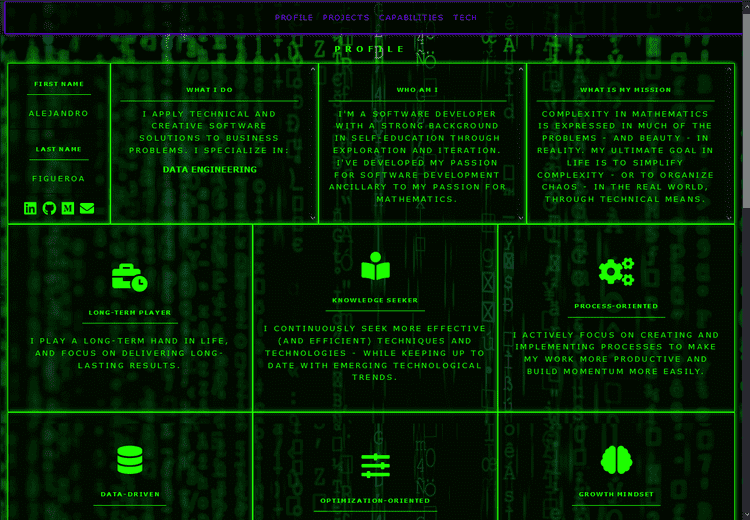 PROFILE PROJECTS CAPABILITIES TECH
PROFILE
FIRST NAME
ALEJANDRO
LAST NAME
FIGUEROA
WHAT I DO
I APPLY TECHNICAL AND
CREATIVE SOFTWARE
SOLUTIONS TO BUSINESS
PROBLEMS. I SPECIALIZE IN:
DATA ENGINEERING
WHO AM I
I'M A SOFTWARE DEVELOPER
WITH A STRONG BACKGROUND
IN SELF-EDUCATION THROUGH
EXPLORATION AND ITERATION.
I'VE DEVELOPED MY PASSION
FOR SOFTWARE DEVELOPMENT
ANCILLARY TO MY PASSION FOR
MATHEMATICS.
WHAT IS MY MISSION
COMPLEXITY IN MATHEMATICS
IS EXPRESSED IN MUCH OF THE
PROBLEMS - AND BEAUTY - IN
REALITY. MY ULTIMATE GOAL IN
LIFE IS TO SIMPLIFY
COMPLEXITY - OR TO ORGANIZE
CHAOS - IN THE REAL WORLD,
THROUGH TECHNICAL MEANS.
LONG-TERM PLAYER
I PLAY A LONG-TERM HAND IN LIFE,
AND FOCUS ON DELIVERING LONG-
LASTING RESULTS.
KNOWLEDGE SEEKER
I CONTINUOUSLY SEEK MORE EFFECTIVE
(AND EFFICIENT) TECHNIQUES AND
TECHNOLOGIES - WHILE KEEPING UP TO
DATE WITH EMERGING TECHNOLOGICAL
TRENDS.
PROCESS-ORIENTED
I ACTIVELY FOCUS ON CREATING AND
IMPLEMENTING PROCESSES TO MAKE
MY WORK MORE PRODUCTIVE AND
BUILD MOMENTUM MORE EASILY.
DATA-DRIVEN
OPTIMIZATION-ORIENTED
GROWTH MINDSET